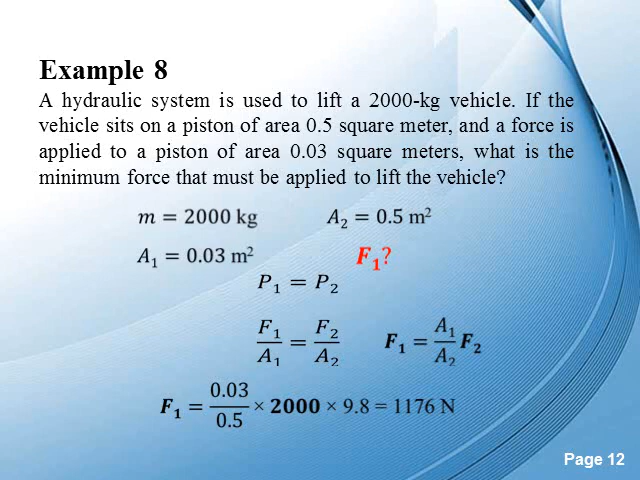 Example 8
A hydraulic system is used to lift a 2000-kg vehicle. If the
vehicle sits on a piston of area 0.5 square meter, and a force is
applied to a piston of area 0.03 square meters, what is the
minimum force that must be applied to lift the vehicle?
m = 2000 kg A₂ = 0.5 m²
A₁ = 0.03 m² F₁?
P₁ = P₂
F₁/A₁ = F₂/A₂ F₁ = A₁/A₂ F₂
F₁ = 0.03/0.5 × 2000 × 9.8 = 1176 N
Page 12